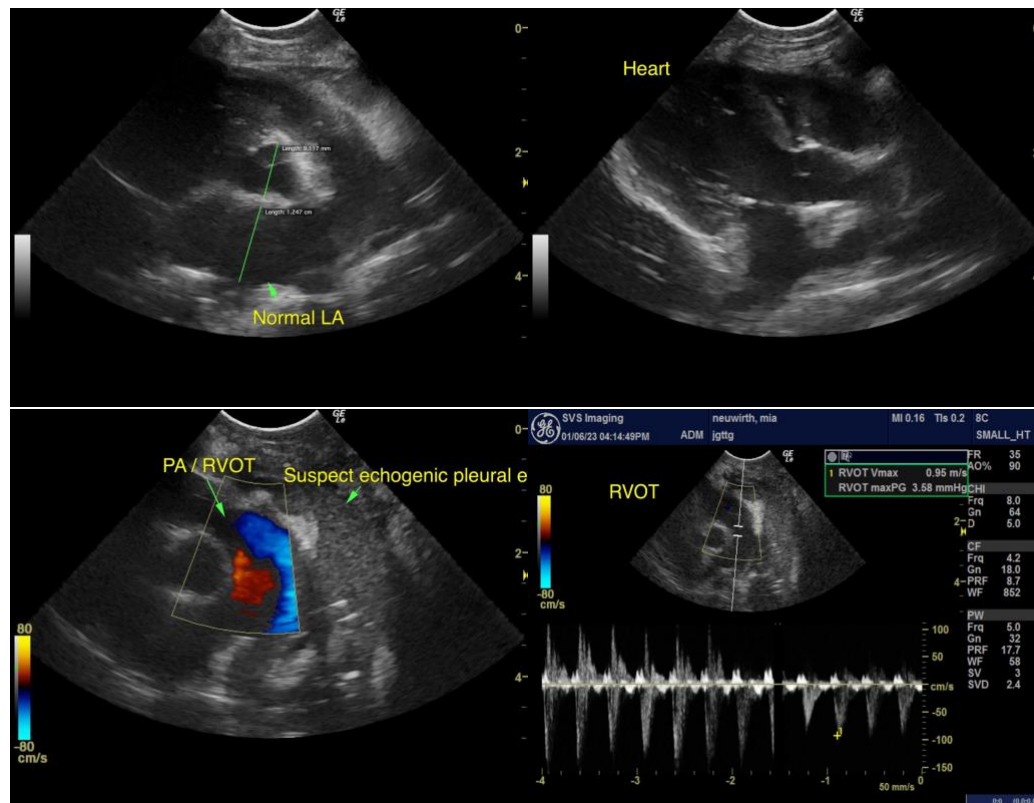 GE
Le
0
Length: 8.117 mm
2
Length: 1.247 cm
4
Normal LA
GE
Le
Heart
GE
Le
0
PA / RVOT
Suspect echogenic pleural e
2
80
4
-80
cm/s
SVS Imaging
neuwirth, mia
MI 0.16
TIs 0.2
8C
01/06/23 04:14:49PM
ADM
jgttg
SMALL_HT
GE
Le
FR 35
AO% 90
1 RVOT Vmax 0.95 m/s
RVOT maxPG 3.58 mmHg
80
RVOT
CHI
Frq 8.0
Gn 64
D 5.0
2
CF
Frq 4.2
Gn 18.0
PRF 8.7
WF 852
4
-80
cm/s
PW
Frq 5.0
Gn 32
PRF 17.7
WF 58
SV 3
SVD 2.4
100
50
cm/s
-50
-100
-150
1
-4
-3
-2
-1
0
50 mm/s